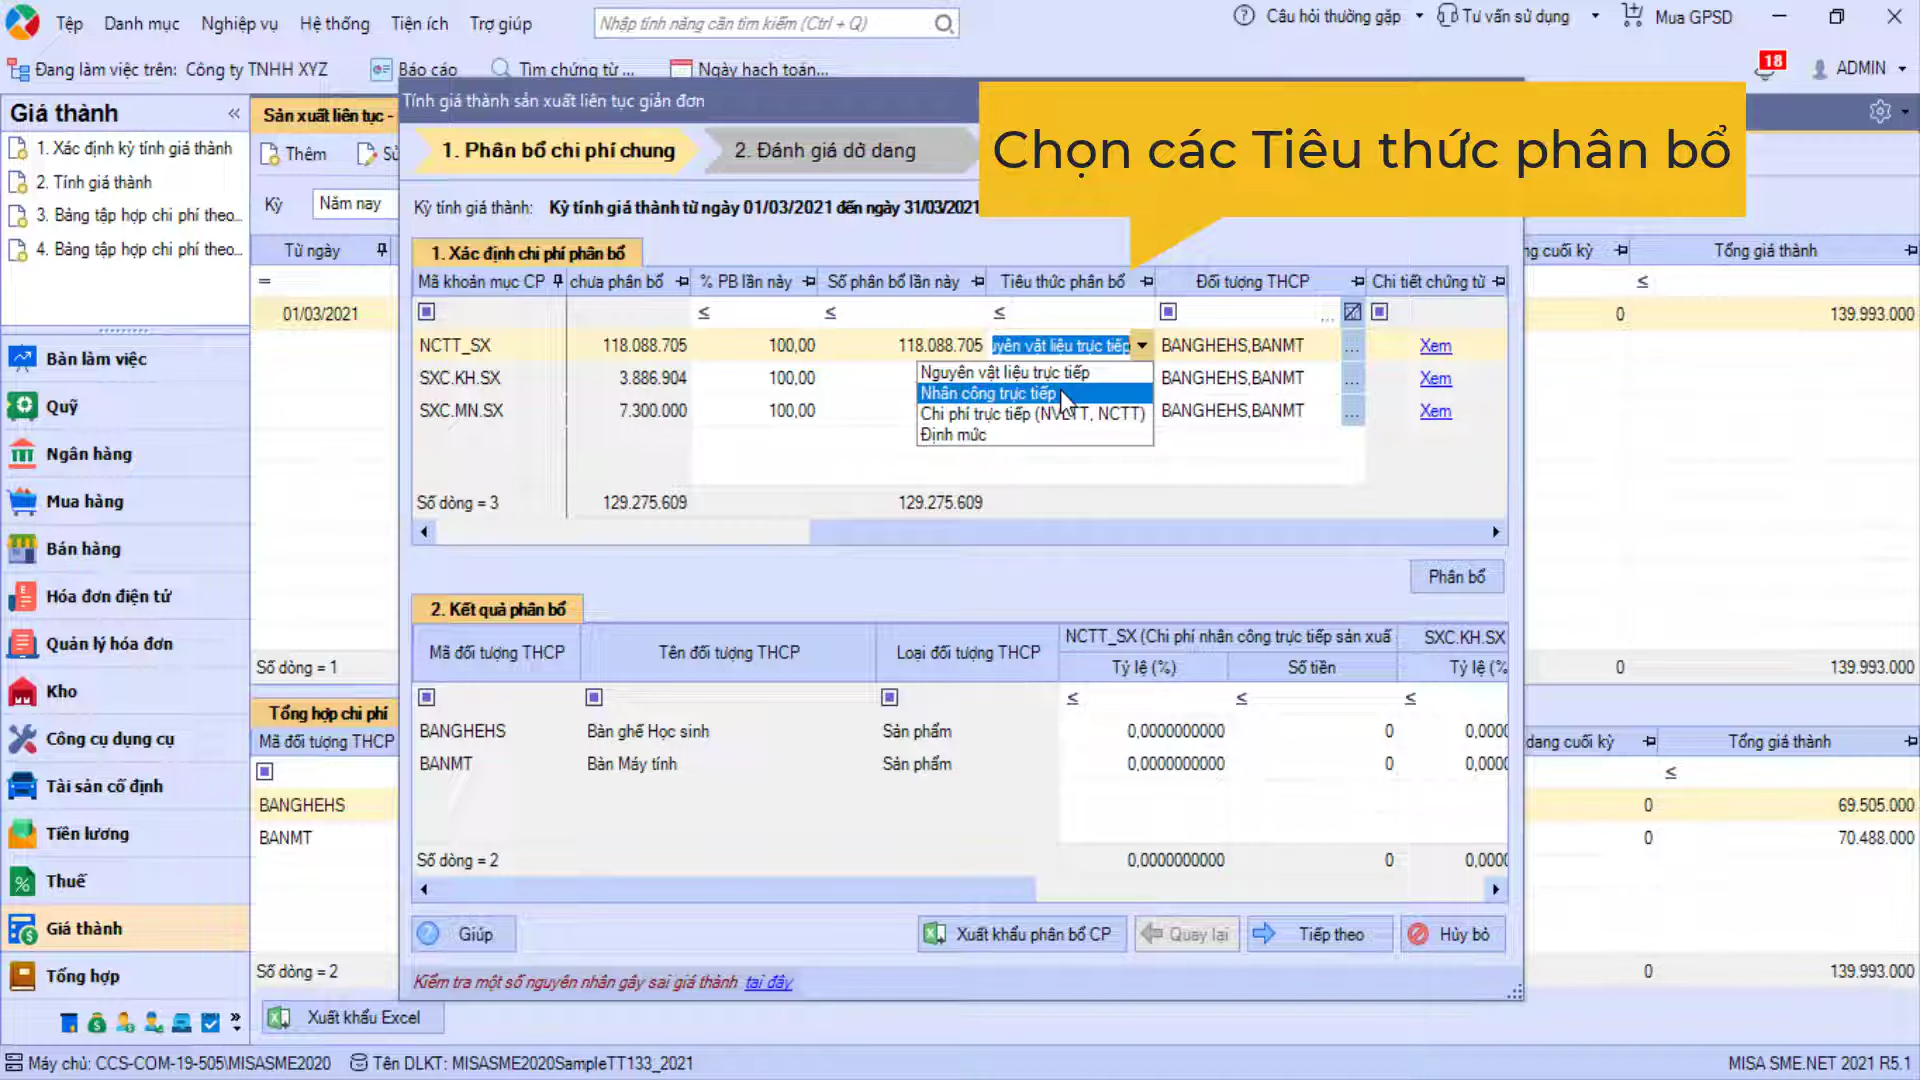 Tệp Danh mục Nghiệp vụ Hệ thống Tiện ích Trợ giúp
Nhập tính năng cần tìm kiếm (Ctrl + Q)
Câu hỏi thường gặp
Tư vấn sử dụng
Mua GPSD
Đang làm việc trên: Công ty TNHH XYZ
Báo cáo
Tìm chứng từ ...
Ngày hạch toán...
18
ADMIN
Giá thành
1. Xác định kỳ tính giá thành
2. Tính giá thành
3. Bảng tập hợp chi phí theo...
4. Bảng tập hợp chi phí theo...
Bàn làm việc
Quỹ
Ngân hàng
Mua hàng
Bán hàng
Hóa đơn điện tử
Quản lý hóa đơn
Kho
Công cụ dụng cụ
Tài sản cố định
Tiền lương
Thuế
Giá thành
Tổng hợp
Sản xuất liên tục -
Thêm
Kỳ
Năm nay
Từ ngày
=
01/03/2021
Số dòng = 1
Tổng hợp chi phí
Mã đối tượng THCP
BANGHEHS
BANMT
Số dòng = 2
Xuất khẩu Excel
Tính giá thành sản xuất liên tục giản đơn
1. Phân bổ chi phí chung
2. Đánh giá dở dang
Chọn các Tiêu thức phân bổ
Kỳ tính giá thành: Kỳ tính giá thành từ ngày 01/03/2021 đến ngày 31/03/2021
1. Xác định chi phí phân bổ
Mã khoản mục CP chưa phân bổ % PB lần này Số phân bổ lần này Tiêu thức phân bổ Đối tượng THCP Chi tiết chứng từ
≤ ≤ ≤ ...
NCTT_SX 118.088.705 100,00 118.088.705 uyên vật liệu trực tiếp BANGHEHS,BANMT ... Xem
SXC.KH.SX 3.886.904 100,00 BANGHEHS,BANMT ... Xem
SXC.MN.SX 7.300.000 100,00 BANGHEHS,BANMT ... Xem
Nguyên vật liệu trực tiếp
Nhân công trực tiếp
Chi phí trực tiếp (NVLTT, NCTT)
Định mức
Số dòng = 3 129.275.609 129.275.609
Phân bổ
2. Kết quả phân bổ
Mã đối tượng THCP Tên đối tượng THCP Loại đối tượng THCP
NCTT_SX (Chi phí nhân công trực tiếp sản xuấ SXC.KH.SX
Tỷ lệ (%) Số tiền Tỷ lệ (%
≤ ≤ ≤
BANGHEHS Bàn ghế Học sinh Sản phẩm 0,0000000000 0 0,0000
BANMT Bàn Máy tính Sản phẩm 0,0000000000 0 0,0000
Số dòng = 2 0,0000000000 0 0,0000
Giúp
Xuất khẩu phân bổ CP
Quay lại
Tiếp theo
Hủy bỏ
Kiểm tra một số nguyên nhân gây sai giá thành tại đây
ng cuối kỳ Tổng giá thành
≤
0 139.993.000
0 139.993.000
dang cuối kỳ Tổng giá thành
≤
0 69.505.000
0 70.488.000
0 139.993.000
Máy chủ: CCS-COM-19-505\MISASME2020
Tên DLKT: MISASME2020SampleTT133_2021
MISA SME.NET 2021 R5.1